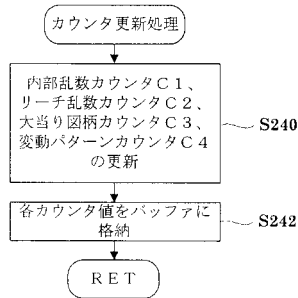 カウンタ更新処理
内部乱数カウンタC1、
リーチ乱数カウンタC2、
大当り図柄カウンタC3、
変動パターンカウンタC4
の更新
S240
各カウンタ値をバッファに
格納
S242
RET